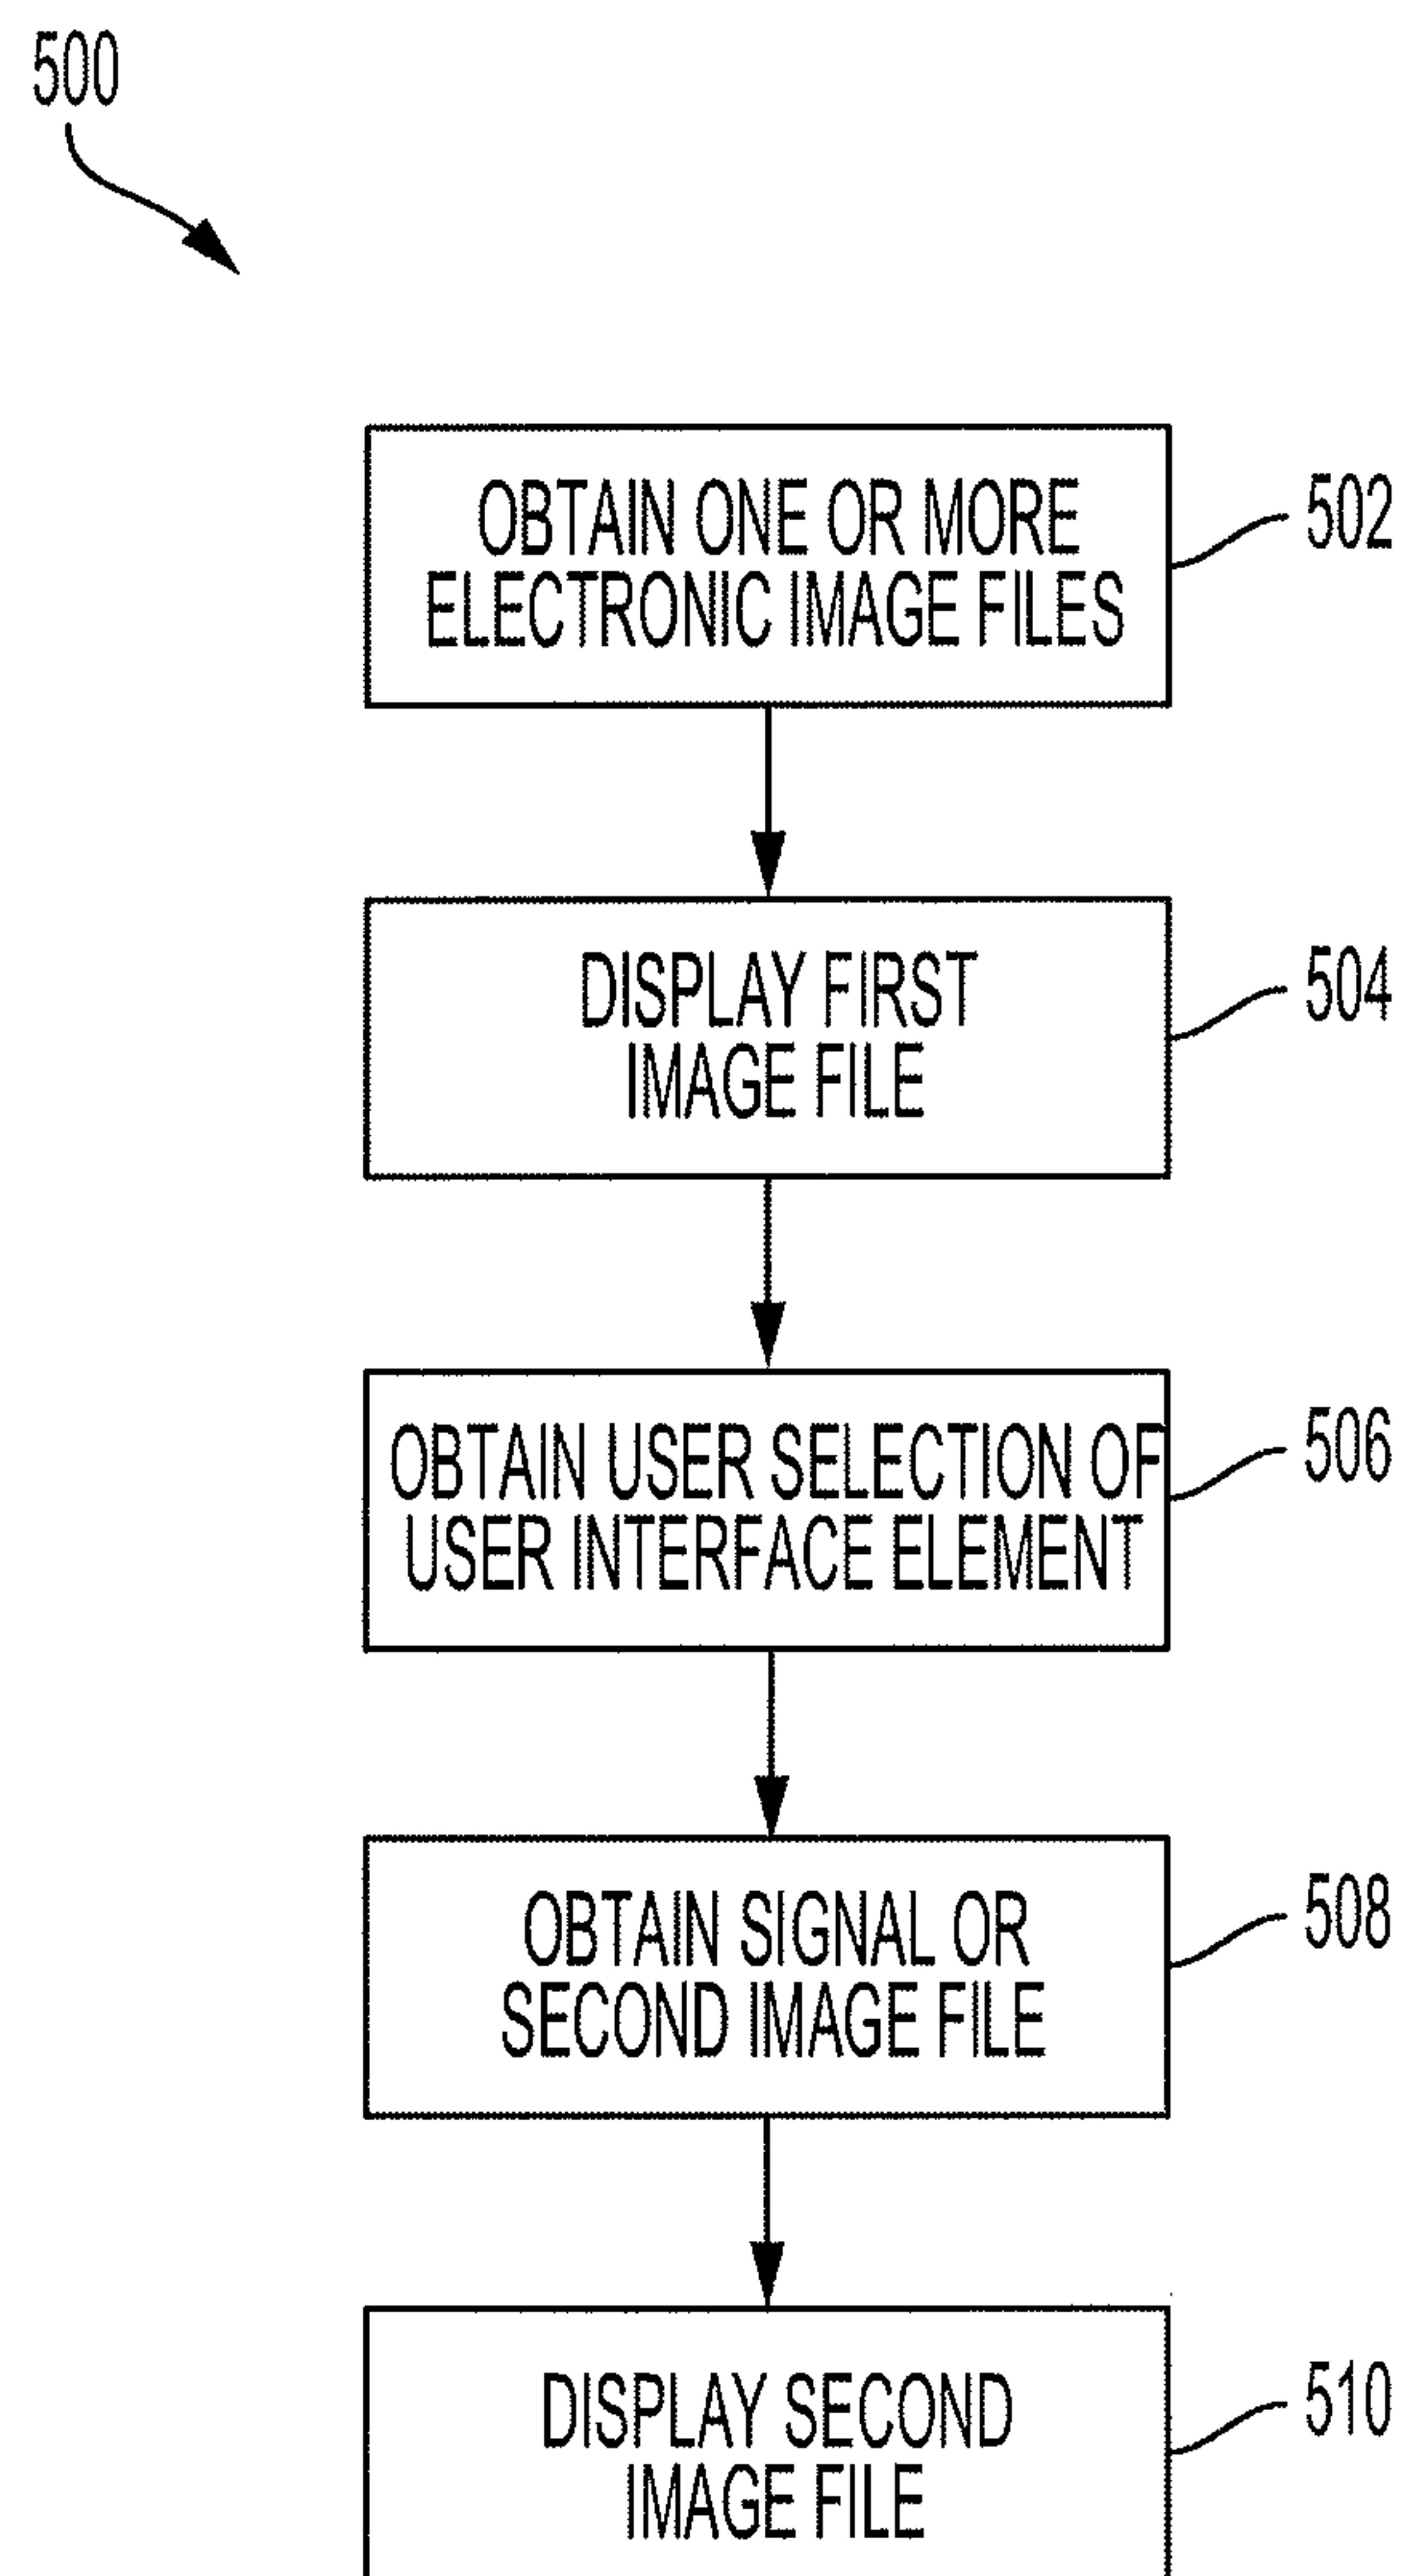 500
OBTAIN ONE OR MORE
ELECTRONIC IMAGE FILES
502
DISPLAY FIRST
IMAGE FILE
504
OBTAIN USER SELECTION OF
USER INTERFACE ELEMENT
506
OBTAIN SIGNAL OR
SECOND IMAGE FILE
508
DISPLAY SECOND
IMAGE FILE
510